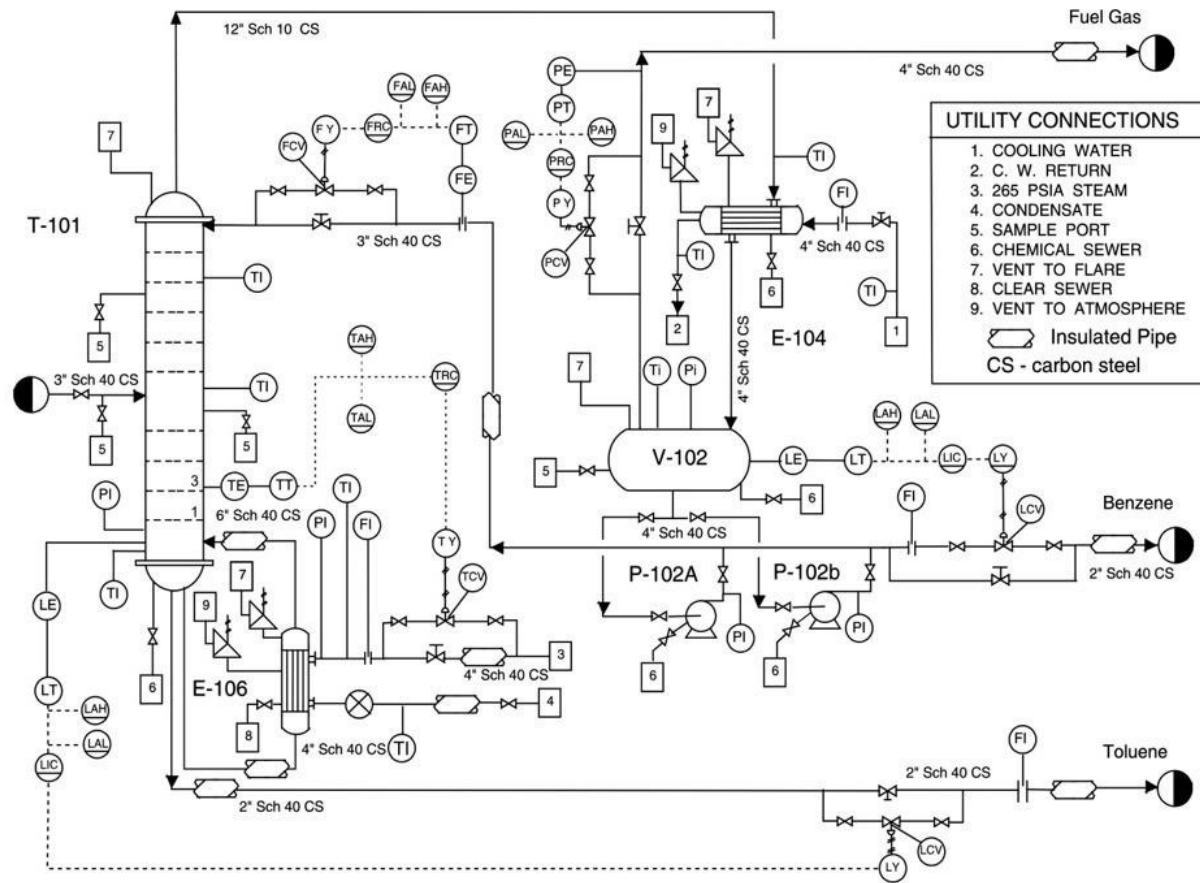 12" Sch 10 CS
Fuel Gas
4" Sch 40 CS
PE
FAL
FAH
PT
7
9
UTILITY CONNECTIONS
1. COOLING WATER
2. C. W. RETURN
3. 265 PSIA STEAM
4. CONDENSATE
5. SAMPLE PORT
6. CHEMICAL SEWER
7. VENT TO FLARE
8. CLEAR SEWER
9. VENT TO ATMOSPHERE
Insulated Pipe
CS - carbon steel
7
FY
FRC
FT
PAL
PAH
PRC
TI
FCV
FE
PY
FI
T-101
3" Sch 40 CS
PCV
4" Sch 40 CS
TI
TI
6
TI
2
E-104
1
5
TAH
TRC
4" Sch 40 CS
3" Sch 40 CS
TI
7
Ti
Pi
5
TAL
5
V-102
LAH
LAL
LE
LT
LIC
LY
3
TE
TT
5
6
6" Sch 40 CS
PI
1
TI
PI
FI
FI
LCV
Benzene
4" Sch 40 CS
TY
2" Sch 40 CS
TI
7
P-102A
P-102b
LE
9
TCV
PI
PI
3
LT
6
E-106
4" Sch 40 CS
6
6
LAH
4
LAL
8
4" Sch 40 CS
TI
LIC
FI
Toluene
2" Sch 40 CS
2" Sch 40 CS
LCV
LY